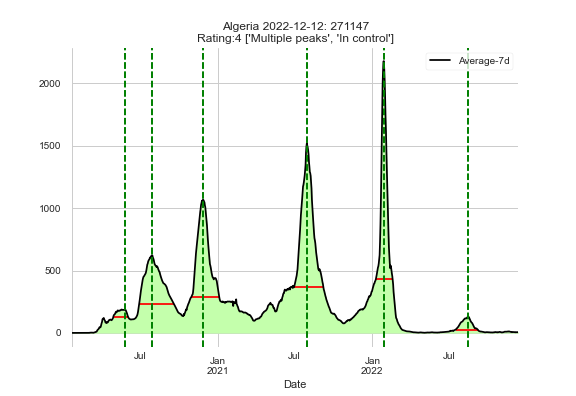 Algeria 2022-12-12: 271147
Rating:4 ['Multiple peaks', 'In control']
Average-7d
2000
1500
1000
500
0
Jul
Jan
2021
Jul
Jan
2022
Jul
Date